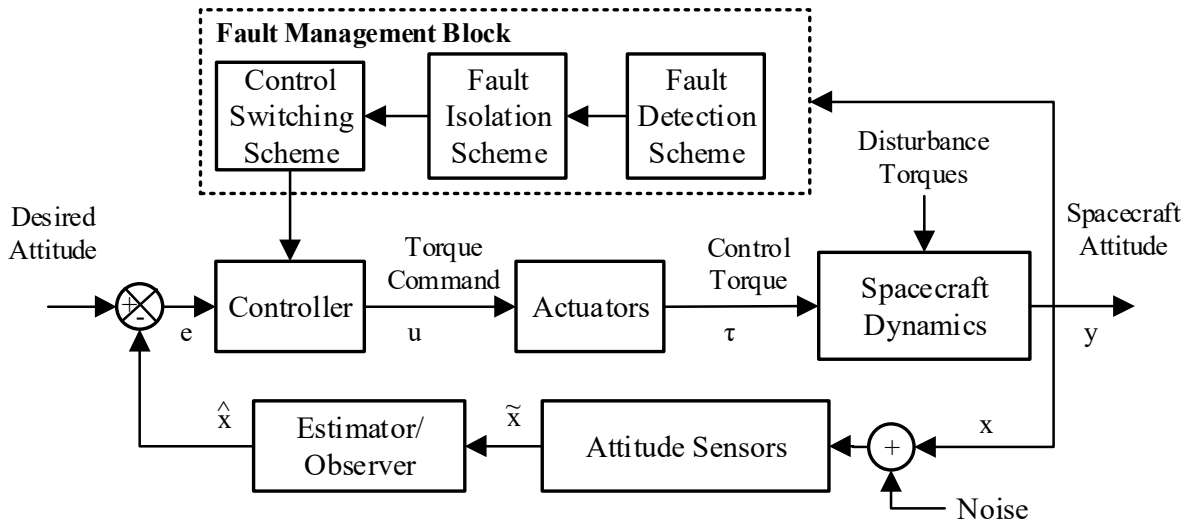 Fault Management Block
Control
Switching
Scheme
Fault
Isolation
Scheme
Fault
Detection
Scheme
Disturbance
Torques
Desired
Attitude
Spacecraft
Attitude
+
-
e
Controller
Torque
Command
u
Actuators
Control
Torque
τ
Spacecraft
Dynamics
y
x̂
Estimator/
Observer
x̃
Attitude Sensors
+
x
Noise